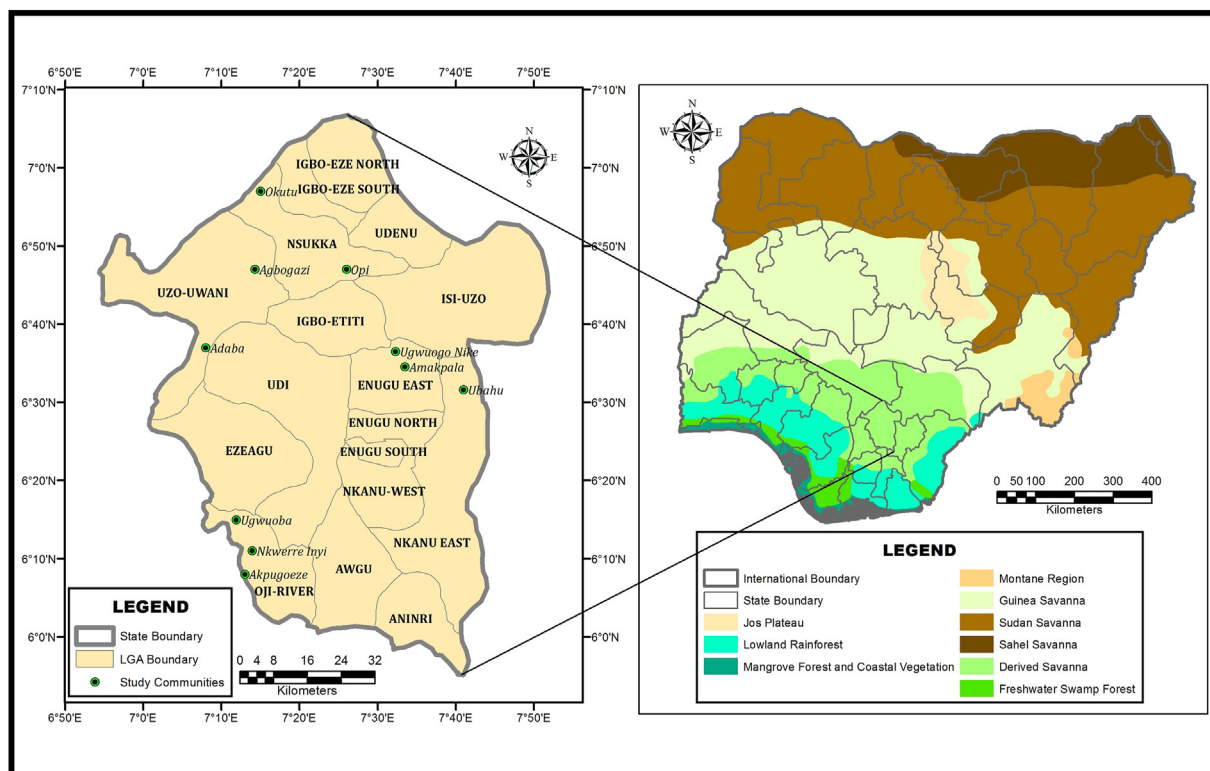 6°50'E 7°0'E 7°10'E 7°20'E 7°30'E 7°40'E 7°50'E
7°10'N
7°0'N
6°50'N
6°40'N
6°30'N
6°20'N
6°10'N
6°0'N
N
W E
S
IGBO-EZE NORTH
Okutu
IGBO-EZE SOUTH
UDENU
NSUKKA
Agbogazi
Opi
UZO-UWANI
ISI-UZO
IGBO-ETITI
Adaba
Ugwuogo Nike
Amakpala
UDI
ENUGU EAST
Ubahu
ENUGU NORTH
EZEAGU
ENUGU SOUTH
NKANU-WEST
Ugwuoba
NKANU EAST
Nkwerre Inyi
AWGU
Akpugoeze
OJI-RIVER
ANINRI
LEGEND
State Boundary
LGA Boundary
Study Communities
0 4 8 16 24 32
Kilometers
7°10'N
7°0'N
6°50'N
6°40'N
6°30'N
6°20'N
6°10'N
6°0'N
6°50'E 7°0'E 7°10'E 7°20'E 7°30'E 7°40'E 7°50'E
N
W E
S
0 50 100 200 300 400
Kilometers
LEGEND
International Boundary
State Boundary
Jos Plateau
Lowland Rainforest
Mangrove Forest and Coastal Vegetation
Montane Region
Guinea Savanna
Sudan Savanna
Sahel Savanna
Derived Savanna
Freshwater Swamp Forest